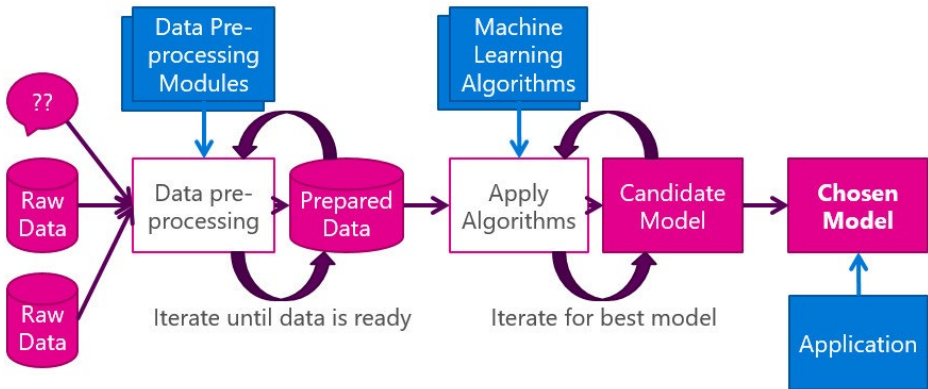 Data Pre-
processing
Modules
Machine
Learning
Algorithms
??
Raw
Data
Data pre-
processing
Prepared
Data
Apply
Algorithms
Candidate
Model
Chosen
Model
Raw
Data
Iterate until data is ready
Iterate for best model
Application